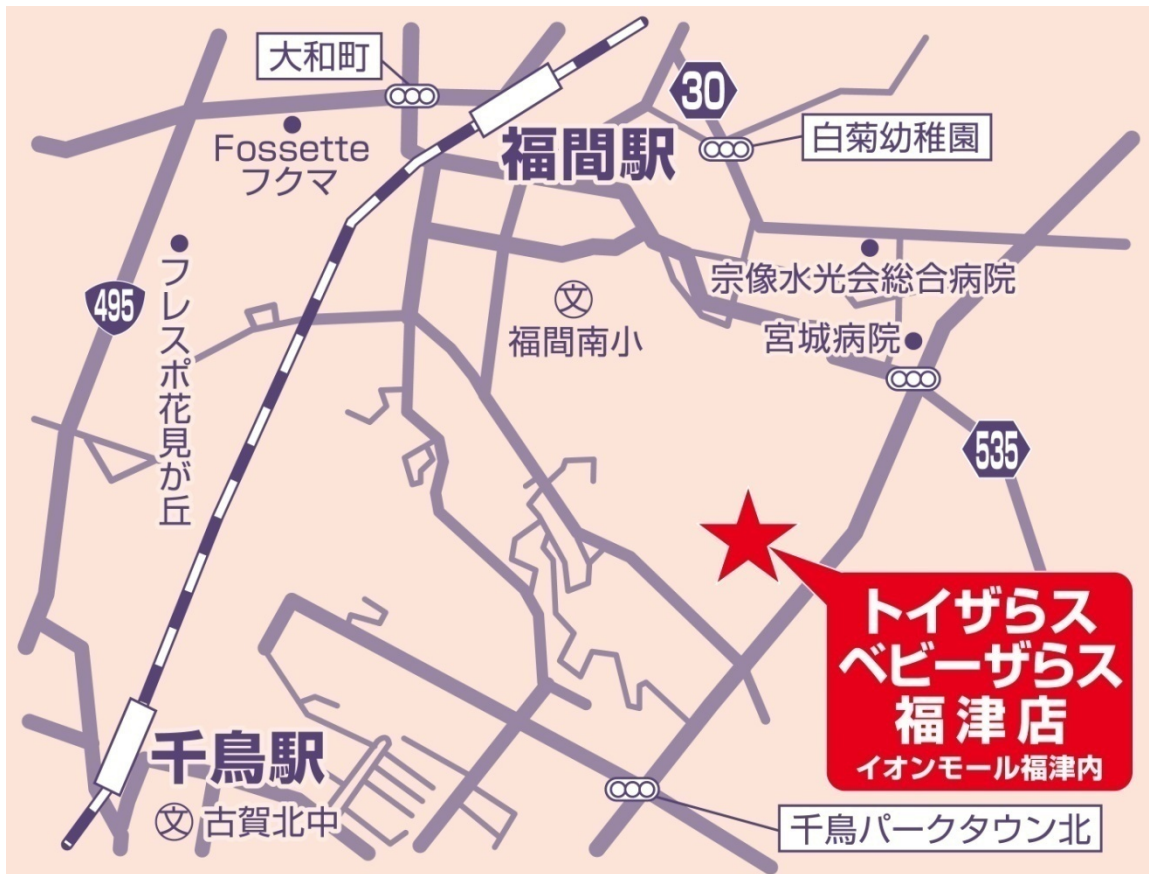 大和町
30
Fossette
フクマ
福間駅
白菊幼稚園
フレスポ花見が丘
495
宗像水光会総合病院
文
福間南小
宮城病院
535
トイザらス
ベビーザらス
福津店
イオンモール福津内
千鳥駅
文 古賀北中
千鳥パークタウン北